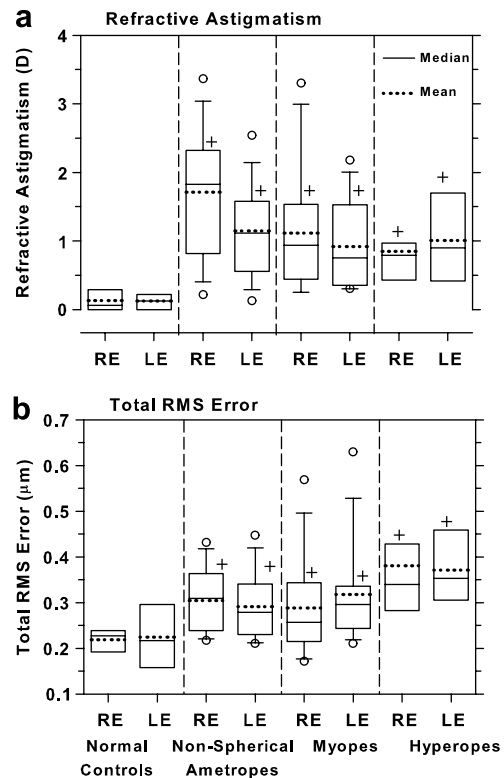 a Refractive Astigmatism
4
3
2
1
0
Refractive Astigmatism (D)
Median
Mean
RE LE RE LE RE LE RE LE
b Total RMS Error
0.7
0.6
0.5
0.4
0.3
0.2
0.1
Total RMS Error (μm)
RE LE RE LE RE LE RE LE
Normal Non-Spherical Myopes Hyperopes
Controls Ametropes